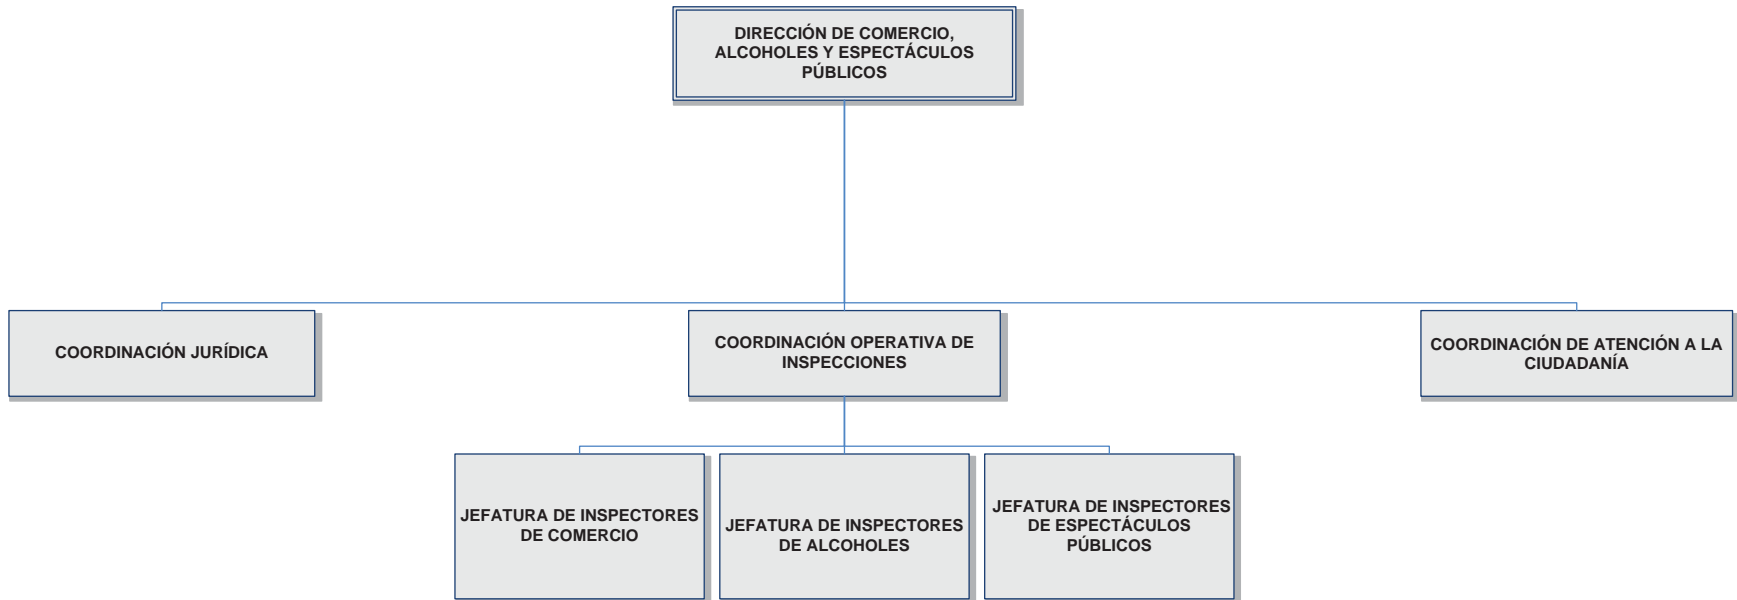 DIRECCIÓN DE COMERCIO,
ALCOHOLES Y ESPECTÁCULOS
PÚBLICOS
COORDINACIÓN JURÍDICA
COORDINACIÓN OPERATIVA DE
INSPECCIONES
COORDINACIÓN DE ATENCIÓN A LA
CIUDADANÍA
JEFATURA DE INSPECTORES
DE COMERCIO
JEFATURA DE INSPECTORES
DE ALCOHOLES
JEFATURA DE INSPECTORES
DE ESPECTÁCULOS
PÚBLICOS